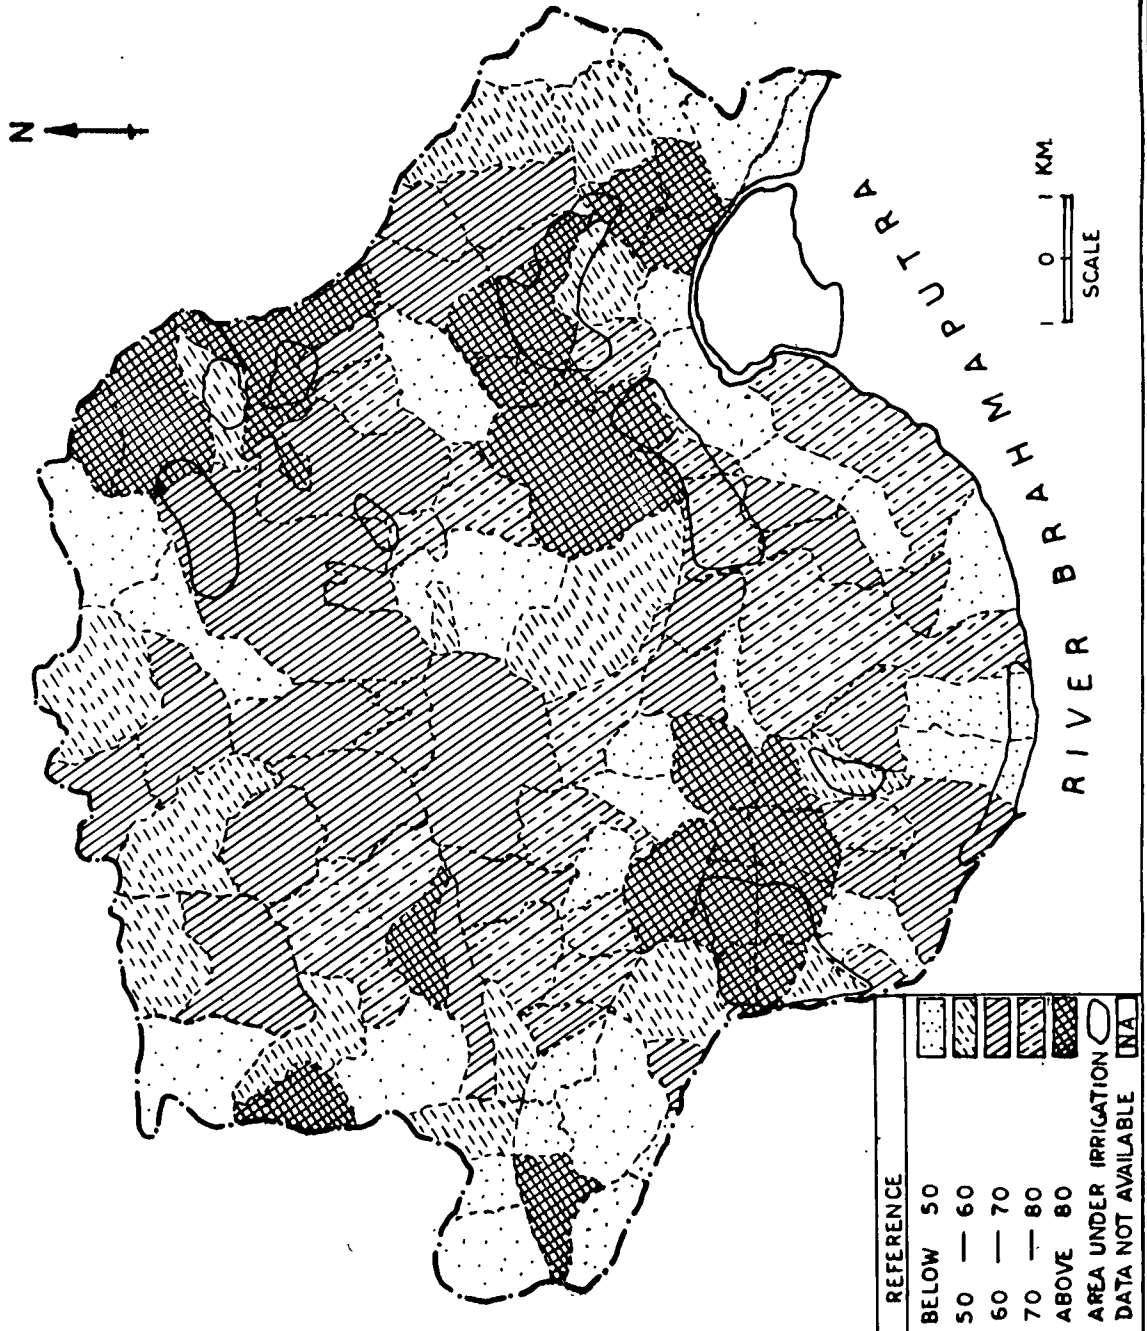 N
RIVER BRAHMAPUTRA
1 0 1 KM.
SCALE
REFERENCE
BELOW 50
50 — 60
60 — 70
70 — 80
ABOVE 80
AREA UNDER IRRIGATION
DATA NOT AVAILABLE NA